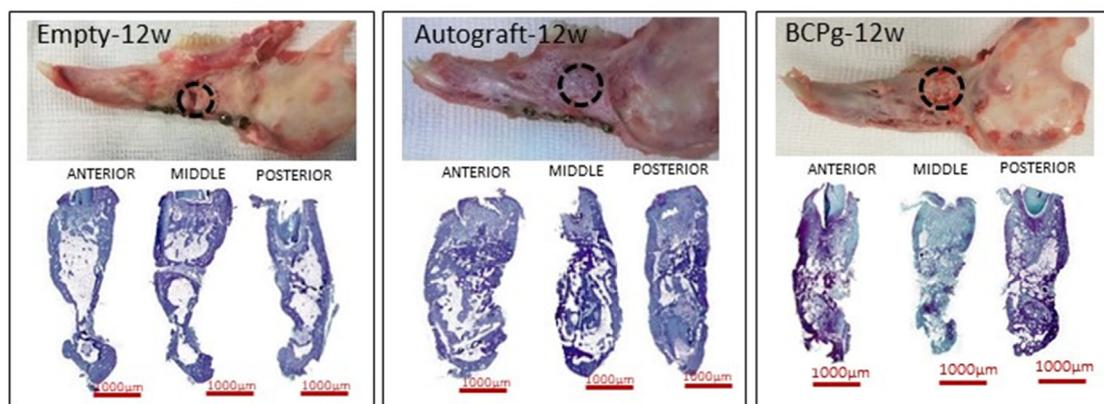 Empty-12w
ANTERIOR MIDDLE POSTERIOR
1000µm 1000µm 1000µm
Autograft-12w
ANTERIOR MIDDLE POSTERIOR
1000µm 1000µm 1000µm
BCPg-12w
ANTERIOR MIDDLE POSTERIOR
1000µm 1000µm 1000µm